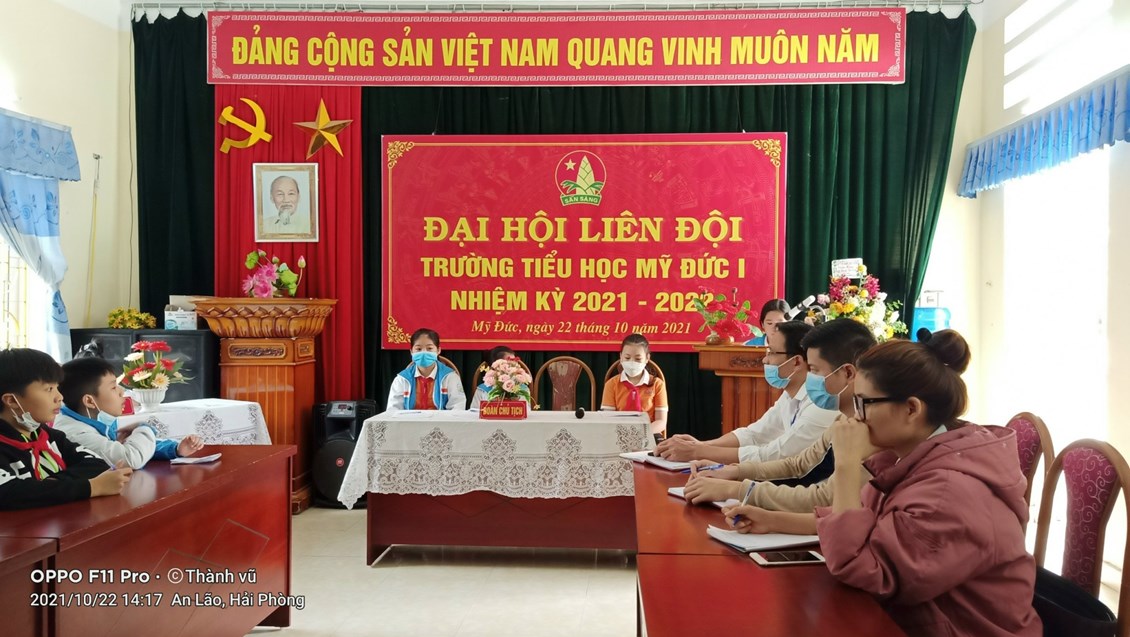 ĐẢNG CỘNG SẢN VIỆT NAM QUANG VINH MUÔN NĂM
SẴN SÀNG
ĐẠI HỘI LIÊN ĐỘI
TRƯỜNG TIỂU HỌC MỸ ĐỨC I
NHIỆM KỲ 2021 - 2022
Mỹ Đức, ngày 22 tháng 10 năm 2021
ĐOÀN CHỦ TỊCH
OPPO F11 Pro · ©Thành vũ
2021/10/22 14:17 An Lão, Hải Phòng